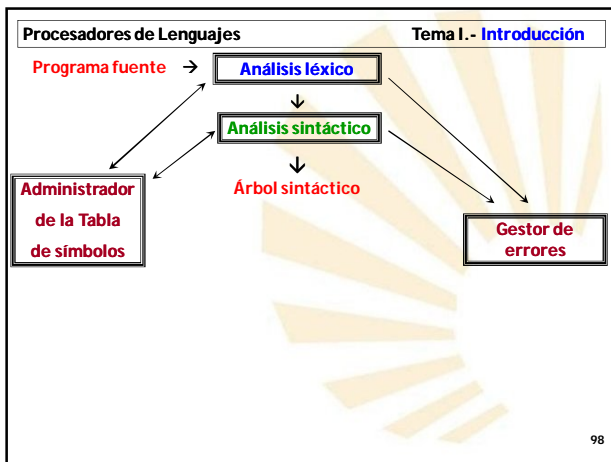 Procesadores de Lenguajes Tema I.- Introducción
Programa fuente → Análisis léxico
Análisis sintáctico
Árbol sintáctico
Administrador
de la Tabla
de símbolos
Gestor de
errores
98